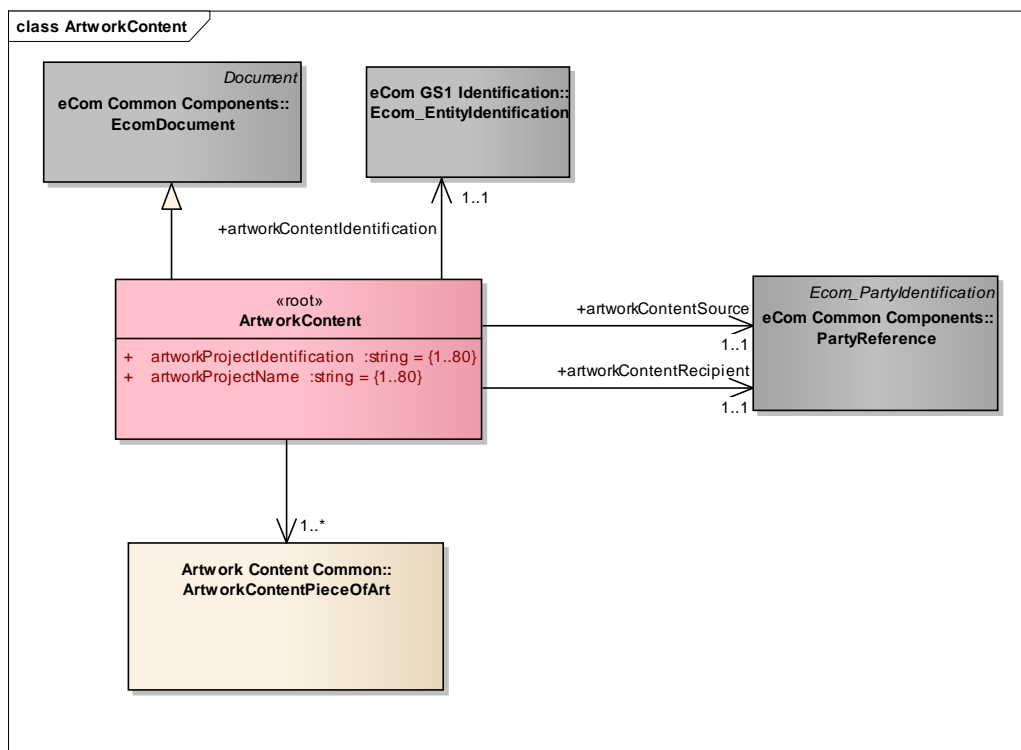 class ArtworkContent
Document
eCom Common Components::
EcomDocument
eCom GS1 Identification::
Ecom_EntityIdentification
1..1
+artworkContentIdentification
«root»
ArtworkContent
+ artworkProjectIdentification :string = {1..80}
+ artworkProjectName :string = {1..80}
+artworkContentSource
1..1
+artworkContentRecipient
1..1
Ecom_PartyIdentification
eCom Common Components::
PartyReference
1..*
Artwork Content Common::
ArtworkContentPieceOfArt